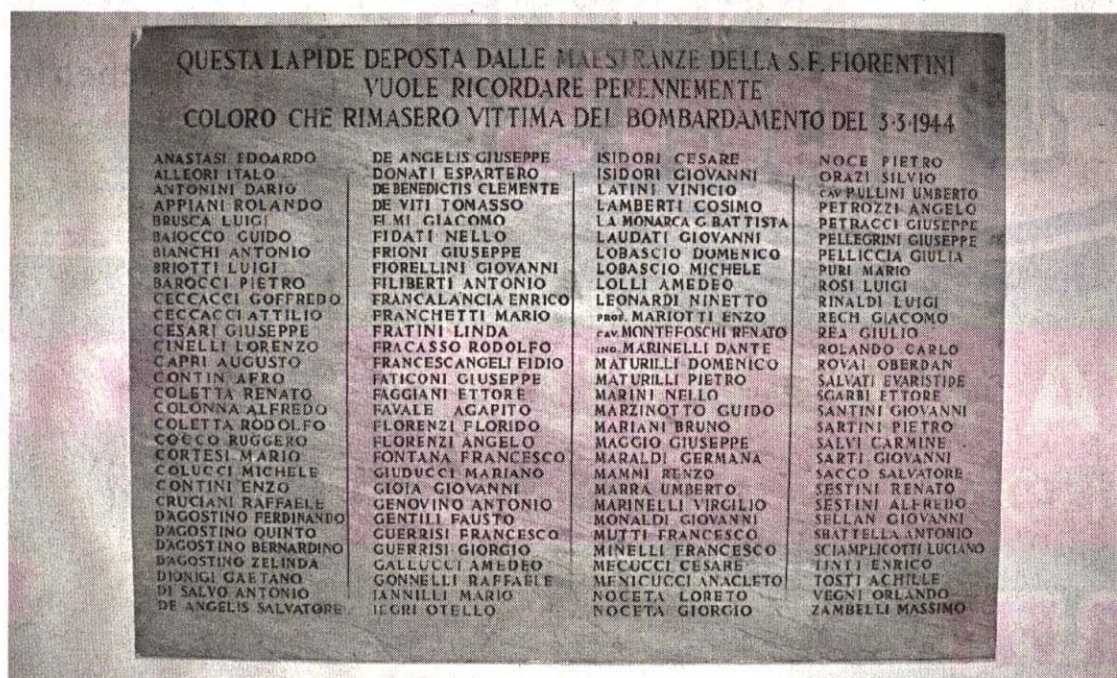 QUESTA LAPIDE DEPOSTA DALLE MAESTRANZE DELLA S.F. FIORENTINI
VUOLE RICORDARE PERENNEMENTE
COLORO CHE RIMASERO VITTIMA DEL BOMBARDAMENTO DEL 3-3-1944
ANASTASI EDOARDO
ALLEORI ITALO
ANTONINI DARIO
APPIANI ROLANDO
BRUSCA LUIGI
BAIOCCO GUIDO
BIANCHI ANTONIO
BRIOTTI LUIGI
BAROCCI PIETRO
CECCACCI GOFFREDO
CECCACCI ATTILIO
CESARI GIUSEPPE
CINELLI LORENZO
CAPRI AUGUSTO
CONTIN AFRO
COLETTA RENATO
COLONNA ALFREDO
COLETTA RODOLFO
COCCO RUGGERO
CORTESI MARIO
COLUCCI MICHELE
CONTINI ENZO
CRUCIANI RAFFAELE
D'AGOSTINO FERDINANDO
D'AGOSTINO QUINTO
D'AGOSTINO BERNARDINO
D'AGOSTINO ZELINDA
DIONIGI GAETANO
DI SALVO ANTONIO
DE ANGELIS SALVATORE
DE ANGELIS GIUSEPPE
DONATI ESPARTERO
DE BENEDICTIS CLEMENTE
DE VITI TOMASSO
ELMI GIACOMO
FIDATI NELLO
FRIONI GIUSEPPE
FIORELLINI GIOVANNI
FILIBERTI ANTONIO
FRANCALANCIA ENRICO
FRANCHETTI MARIO
FRATINI LINDA
FRACASSO RODOLFO
FRANCESCANGELI FIDIO
FATICONI GIUSEPPE
FAGGIANI ETTORE
FAVALE AGAPITO
FLORENZI FLORIDO
FLORENZI ANGELO
FONTANA FRANCESCO
GIUDUCCI MARIANO
GIOIA GIOVANNI
GENOVINO ANTONIO
GENTILI FAUSTO
GUERRISI FRANCESCO
GUERRISI GIORGIO
GALLUCCI AMEDEO
GONNELLI RAFFAELE
IANNILLI MARIO
IEGRI OTELLO
ISIDORI CESARE
ISIDORI GIOVANNI
LATINI VINICIO
LAMBERTI COSIMO
LA MONARCA G. BATTISTA
LAUDATI GIOVANNI
LOBASCIO DOMENICO
LOBASCIO MICHELE
LOLLI AMEDEO
LEONARDI NINETTO
PROF. MARIOTTI ENZO
CAV. MONTEFOSCHI RENATO
ING. MARINELLI DANTE
MATURILLI DOMENICO
MATURILLI PIETRO
MARINI NELLO
MARZINOTTO GUIDO
MARIANI BRUNO
MAGGIO GIUSEPPE
MARALDI GERMANA
MAMMI RENZO
MARRA UMBERTO
MARINELLI VIRGILIO
MONALDI GIOVANNI
MUTTI FRANCESCO
MINELLI FRANCESCO
MECUCCI CESARE
MENICUCCI ANACLETO
NOCETA LORETO
NOCETA GIORGIO
NOCE PIETRO
ORAZI SILVIO
CAV. PULLINI UMBERTO
PETROZZI ANGELO
PETRACCI GIUSEPPE
PELLEGRINI GIUSEPPE
PELLICCIA GIULIA
PURI MARIO
ROSI LUIGI
RINALDI LUIGI
RECH GIACOMO
REA GIULIO
ROLANDO CARLO
ROVAI OBERDAN
SALVATI EVARISTIDE
SGARBI ETTORE
SANTINI GIOVANNI
SARTINI PIETRO
SALVI CARMINE
SARTI GIOVANNI
SACCO SALVATORE
SESTINI RENATO
SESTINI ALFREDO
SELLAN GIOVANNI
SBATTELLA ANTONIO
SCIAMPLICOTTI LUCIANO
TINTI ENRICO
TOSTI ACHILLE
VEGNI ORLANDO
ZAMBELLI MASSIMO